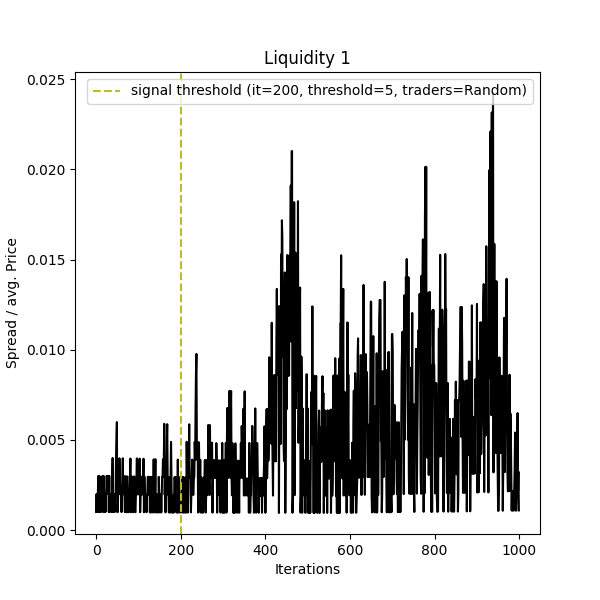 Liquidity 1
signal threshold (it=200, threshold=5, traders=Random)
Spread / avg. Price
0.025
0.020
0.015
0.010
0.005
0.000
0 200 400 600 800 1000
Iterations